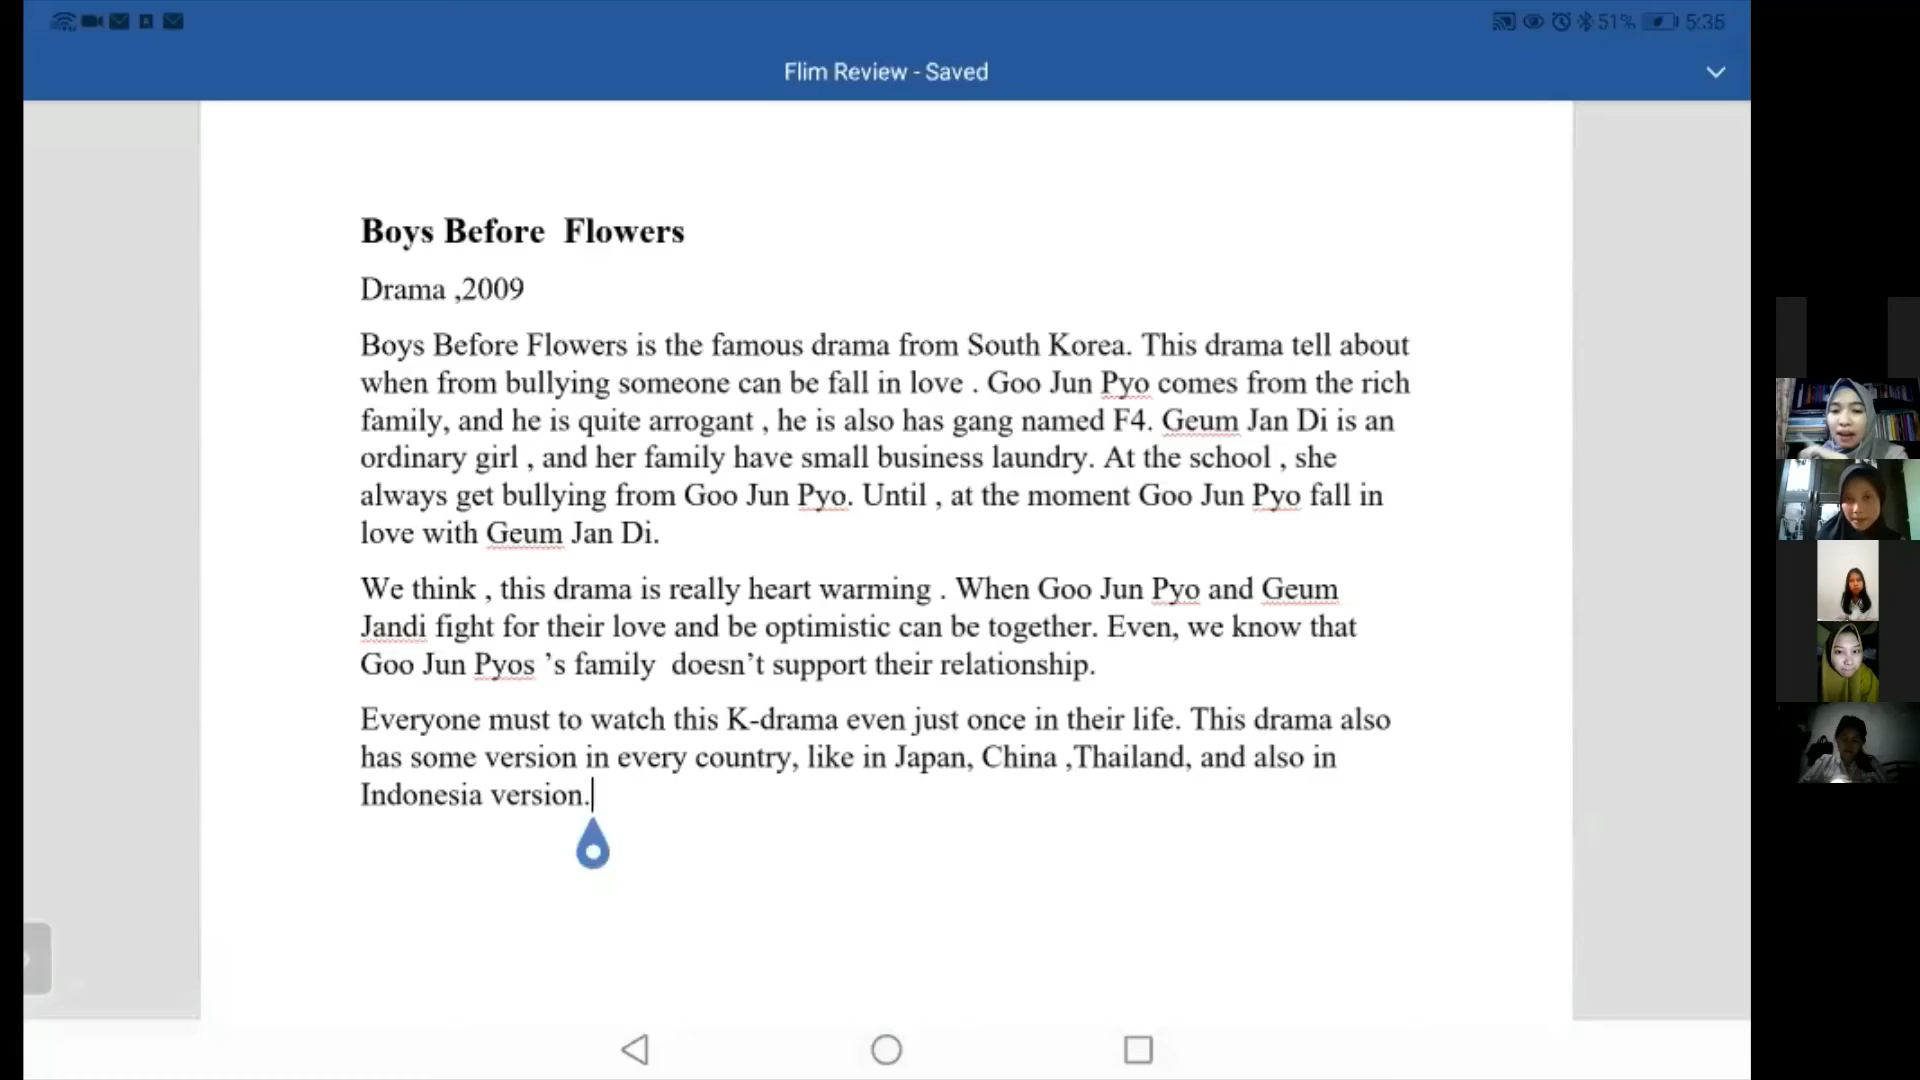 51% 5:35
Flim Review - Saved
Boys Before  Flowers
Drama ,2009
Boys Before Flowers is the famous drama from South Korea. This drama tell about
when from bullying someone can be fall in love . Goo Jun Pyo comes from the rich
family, and he is quite arrogant , he is also has gang named F4. Geum Jan Di is an
ordinary girl , and her family have small business laundry. At the school , she
always get bullying from Goo Jun Pyo. Until , at the moment Goo Jun Pyo fall in
love with Geum Jan Di.
We think , this drama is really heart warming . When Goo Jun Pyo and Geum
Jandi fight for their love and be optimistic can be together. Even, we know that
Goo Jun Pyos ’s family  doesn’t support their relationship.
Everyone must to watch this K-drama even just once in their life. This drama also
has some version in every country, like in Japan, China ,Thailand, and also in
Indonesia version.